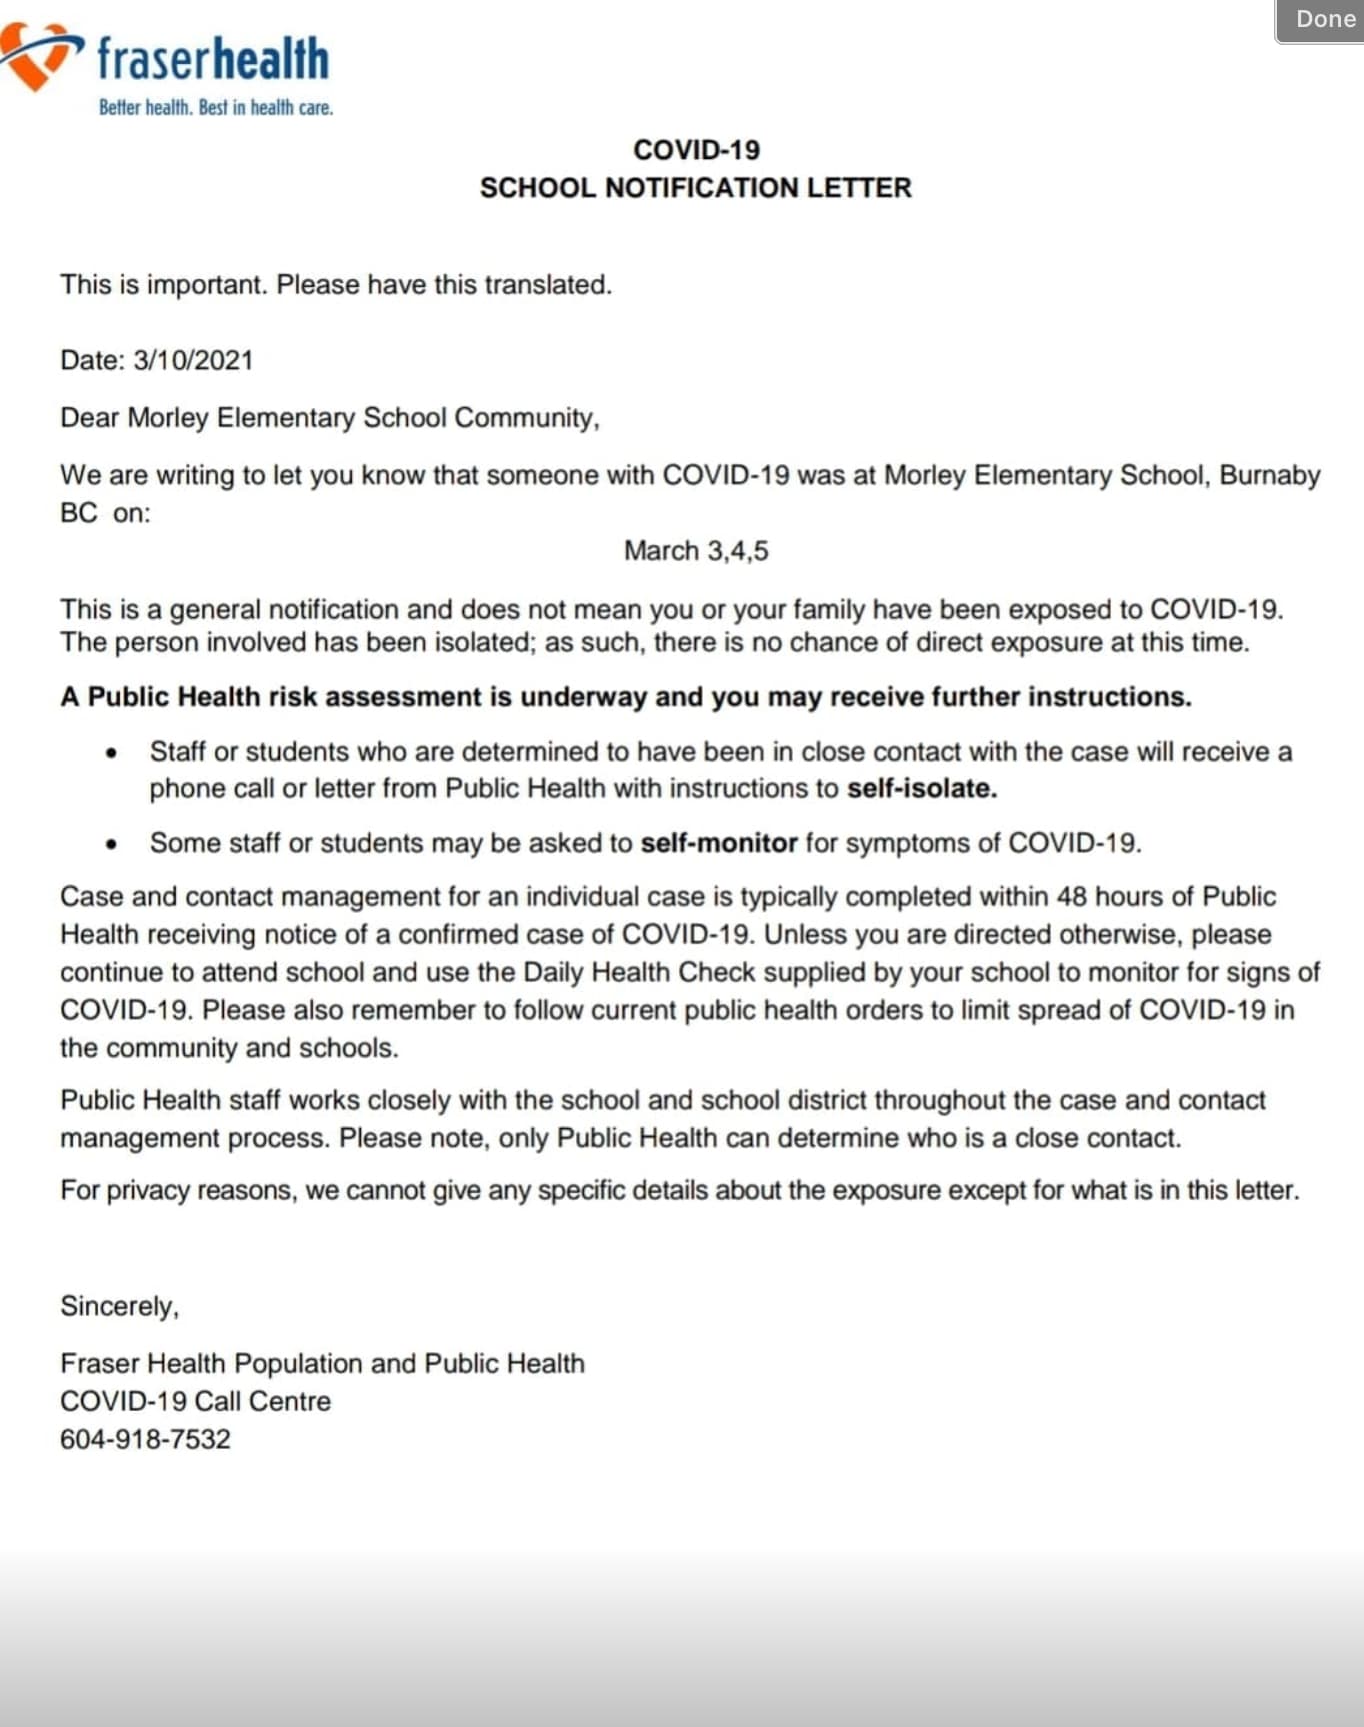 Done
fraserhealth
Better health. Best in health care.
COVID-19
SCHOOL NOTIFICATION LETTER
This is important. Please have this translated.
Date: 3/10/2021
Dear Morley Elementary School Community,
We are writing to let you know that someone with COVID-19 was at Morley Elementary School, Burnaby
BC on:
March 3,4,5
This is a general notification and does not mean you or your family have been exposed to COVID-19.
The person involved has been isolated; as such, there is no chance of direct exposure at this time.
A Public Health risk assessment is underway and you may receive further instructions.
• Staff or students who are determined to have been in close contact with the case will receive a
phone call or letter from Public Health with instructions to self-isolate.
• Some staff or students may be asked to self-monitor for symptoms of COVID-19.
Case and contact management for an individual case is typically completed within 48 hours of Public
Health receiving notice of a confirmed case of COVID-19. Unless you are directed otherwise, please
continue to attend school and use the Daily Health Check supplied by your school to monitor for signs of
COVID-19. Please also remember to follow current public health orders to limit spread of COVID-19 in
the community and schools.
Public Health staff works closely with the school and school district throughout the case and contact
management process. Please note, only Public Health can determine who is a close contact.
For privacy reasons, we cannot give any specific details about the exposure except for what is in this letter.
Sincerely,
Fraser Health Population and Public Health
COVID-19 Call Centre
604-918-7532